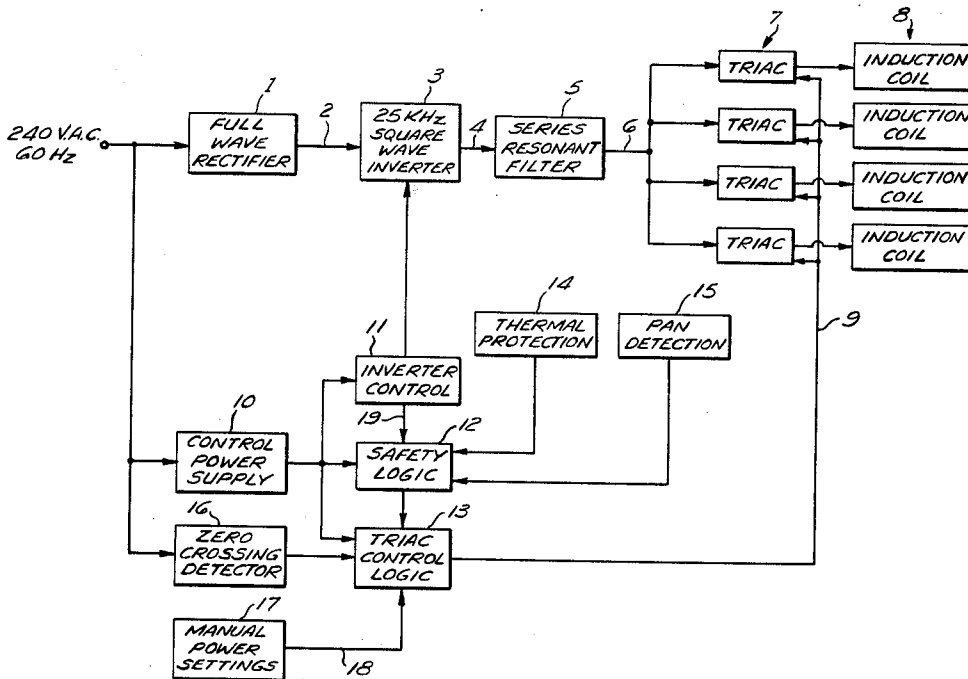 1
3
5
7
8
240 V.A.C.
60 Hz
FULL
WAVE
RECTIFIER
2
25 KHz
SQUARE
WAVE
INVERTER
4
SERIES
RESONANT
FILTER
6
TRIAC
INDUCTION
COIL
TRIAC
INDUCTION
COIL
TRIAC
INDUCTION
COIL
TRIAC
INDUCTION
COIL
9
14
THERMAL
PROTECTION
15
PAN
DETECTION
11
INVERTER
CONTROL
19
10
CONTROL
POWER
SUPPLY
12
SAFETY
LOGIC
16
ZERO
CROSSING
DETECTOR
13
TRIAC
CONTROL
LOGIC
17
MANUAL
POWER
SETTINGS
18